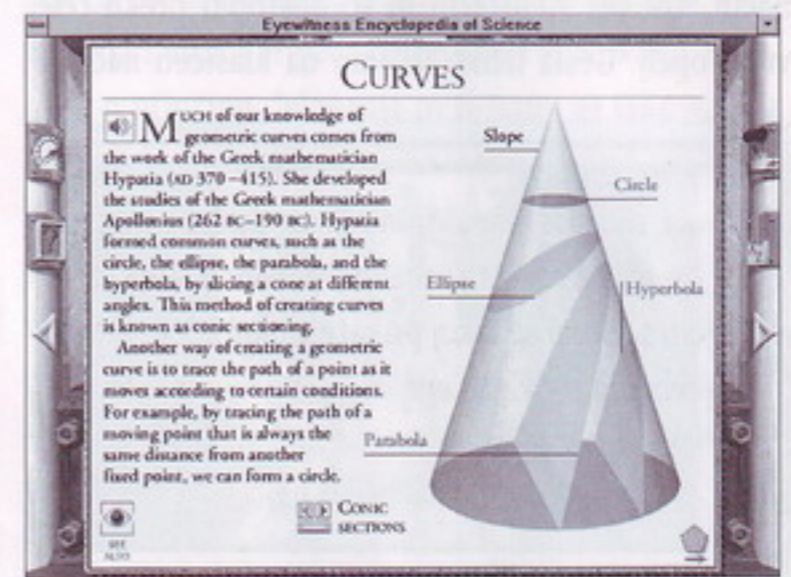 Eyewitness Encyclopedia of Science
CURVES
MUCH of our knowledge of
geometric curves comes from
the work of the Greek mathematician
Hypatia (AD 370–415). She developed
the studies of the Greek mathematician
Apollonius (262 BC–190 BC). Hypatia
formed common curves, such as the
circle, the ellipse, the parabola, and the
hyperbola, by slicing a cone at different
angles. This method of creating curves
is known as conic sectioning.
Another way of creating a geometric
curve is to trace the path of a point as it
moves according to certain conditions.
For example, by tracing the path of a
moving point that is always the
same distance from another
fixed point, we can form a circle.
Slope
Circle
Ellipse
Hyperbola
Parabola
CONIC
SECTIONS
SEE
ALSO